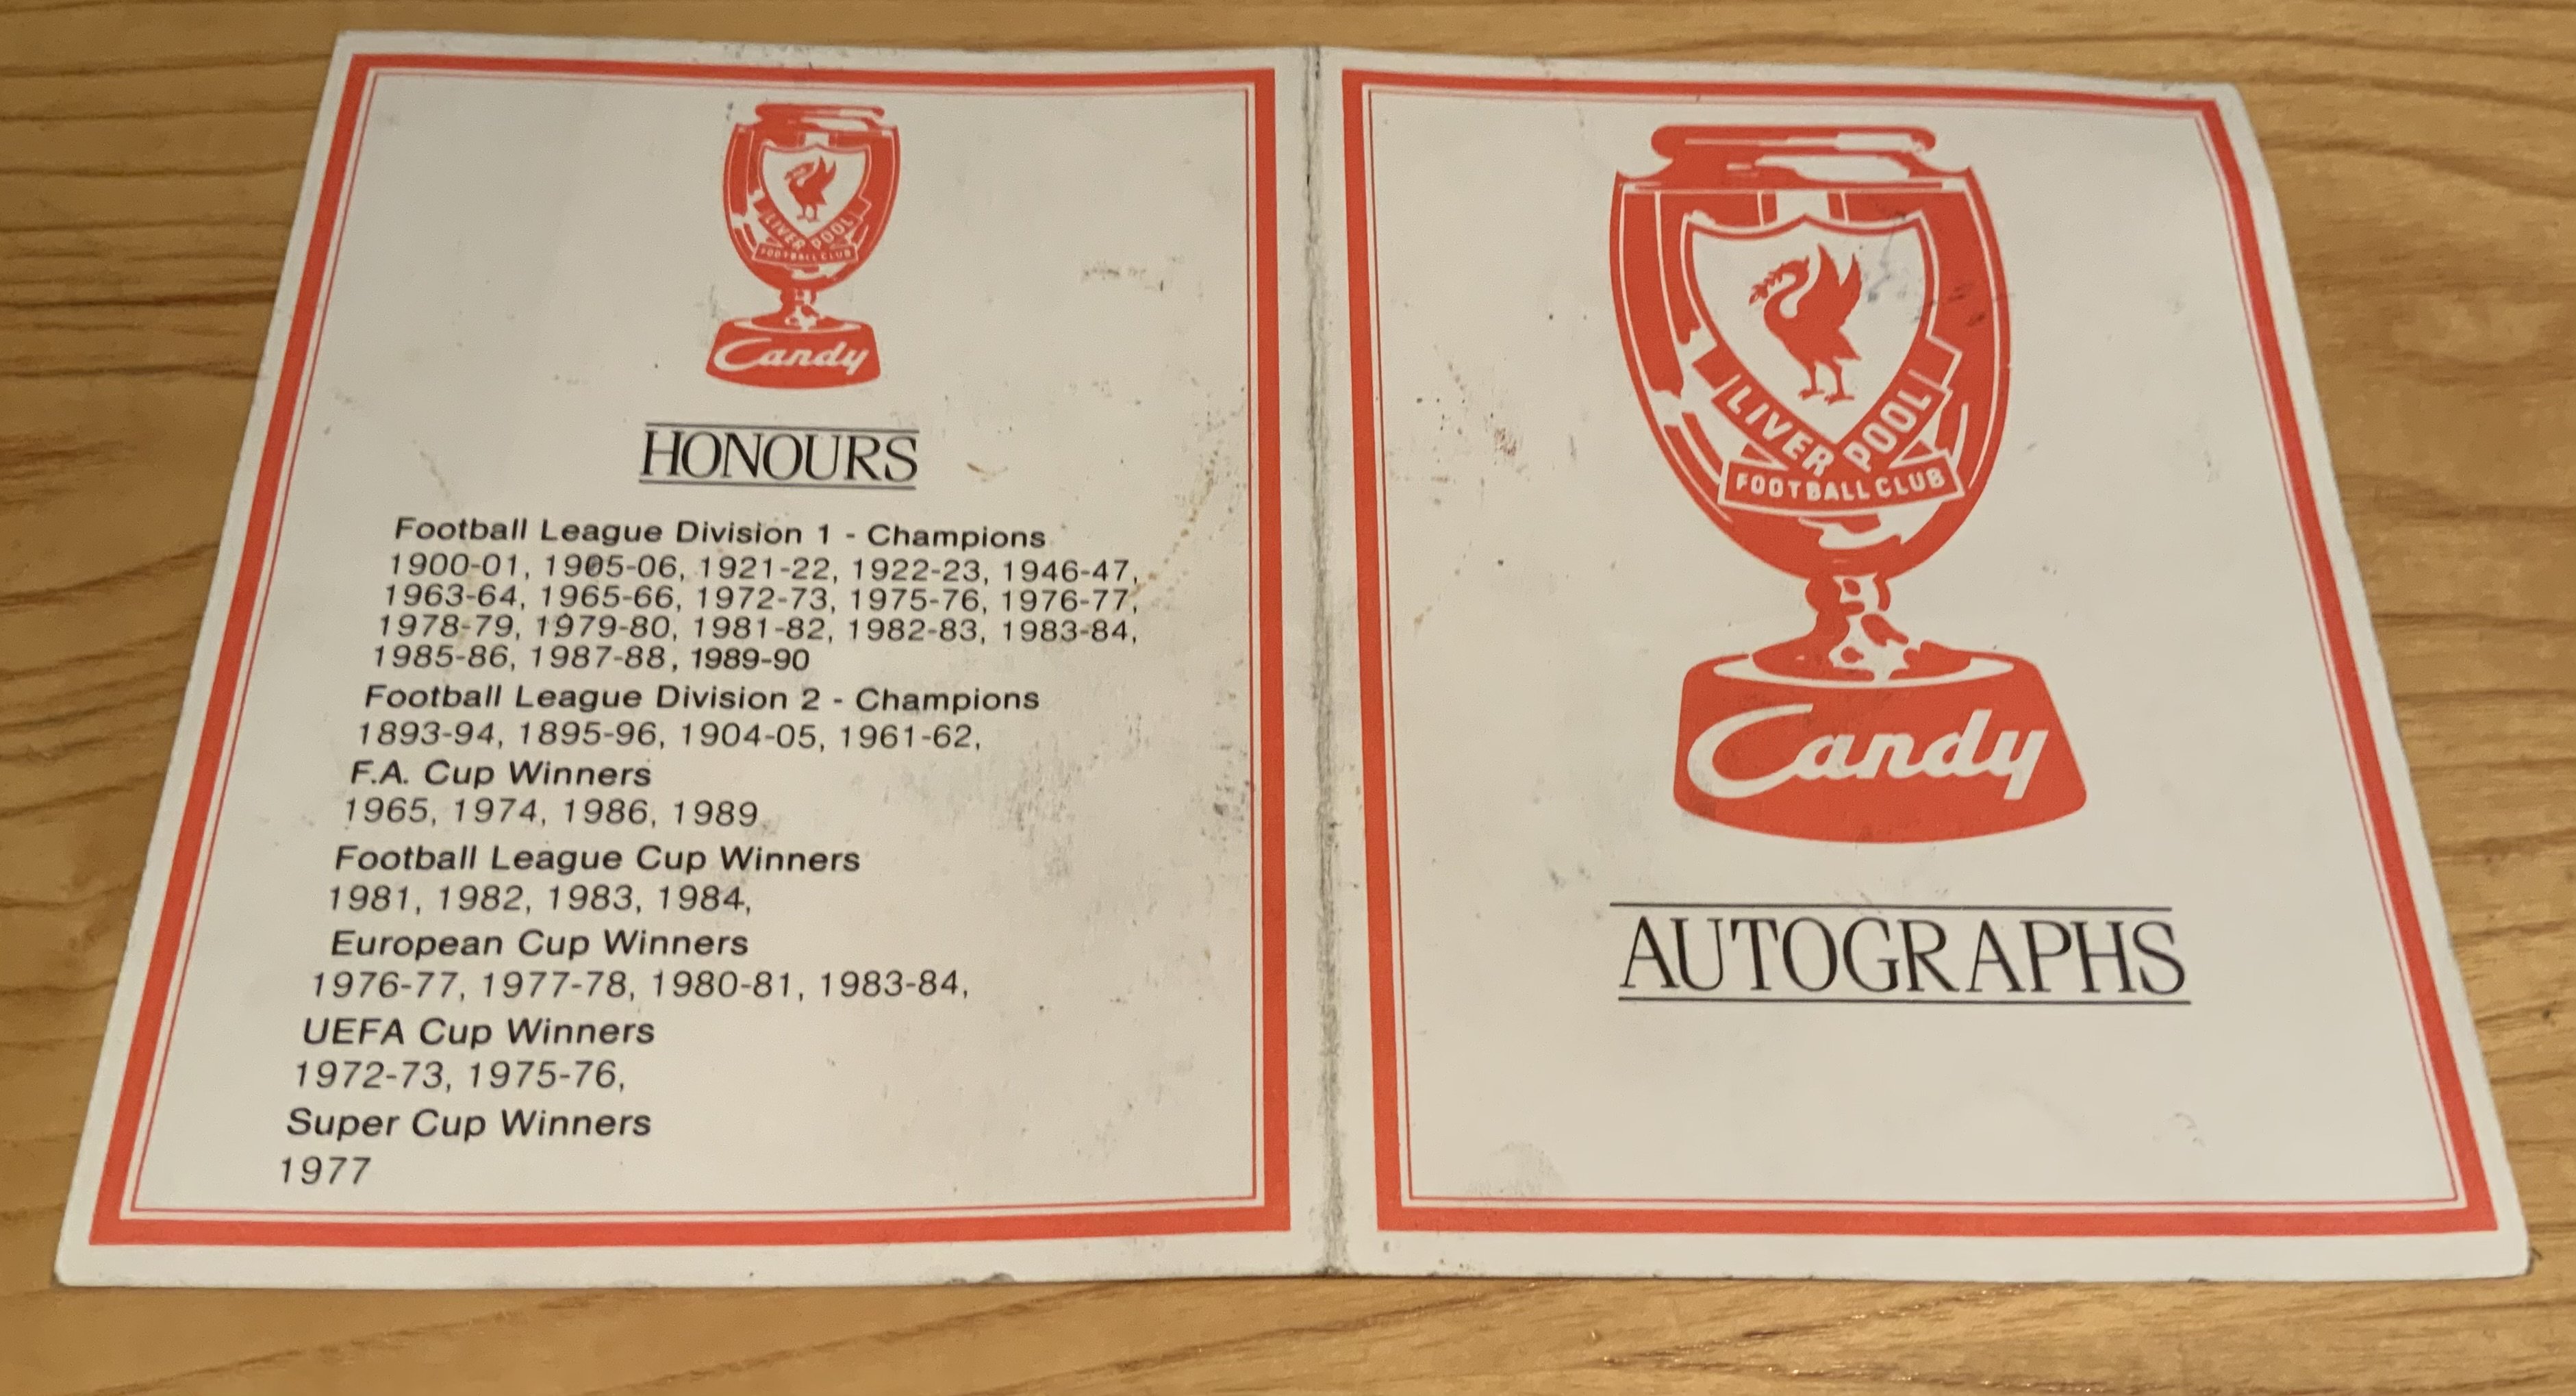 LIVERPOOL
FOOTBALL CLUB
Candy
HONOURS
Football League Division 1 - Champions
1900-01, 1905-06, 1921-22, 1922-23, 1946-47,
1963-64, 1965-66, 1972-73, 1975-76, 1976-77,
1978-79, 1979-80, 1981-82, 1982-83, 1983-84,
1985-86, 1987-88, 1989-90
Football League Division 2 - Champions
1893-94, 1895-96, 1904-05, 1961-62,
F.A. Cup Winners
1965, 1974, 1986, 1989
Football League Cup Winners
1981, 1982, 1983, 1984,
European Cup Winners
1976-77, 1977-78, 1980-81, 1983-84,
UEFA Cup Winners
1972-73, 1975-76,
Super Cup Winners
1977
LIVERPOOL
FOOTBALL CLUB
Candy
AUTOGRAPHS